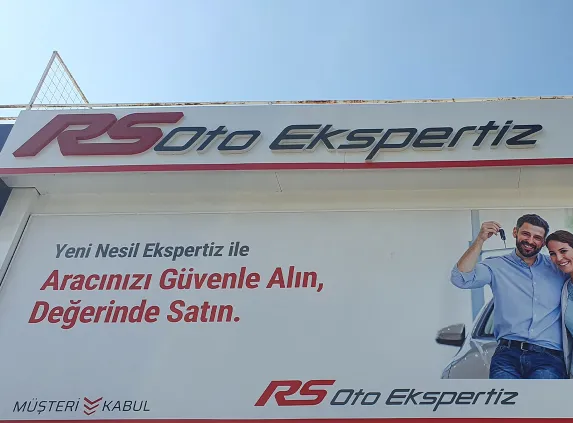 RS Oto Ekspertiz
Yeni Nesil Ekspertiz ile
Aracınızı Güvenle Alın,
Değerinde Satın.
MÜŞTERİ KABUL
RS Oto Ekspertiz